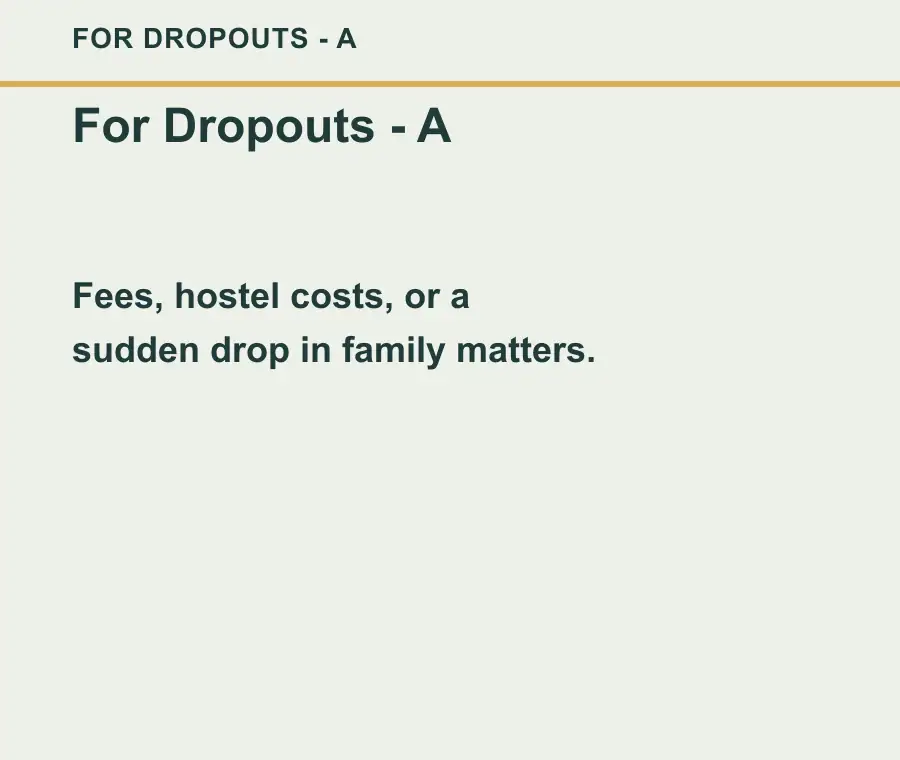 FOR DROPOUTS - A
For Dropouts - A
Fees, hostel costs, or a
sudden drop in family matters.